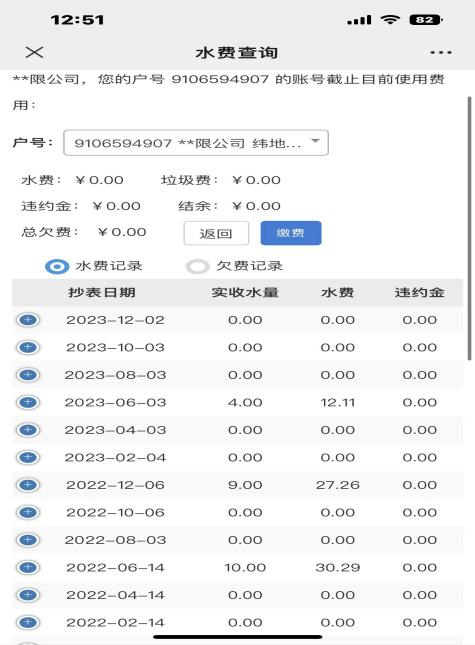 12:51
82
水费查询
**限公司，您的户号 9106594907 的账号截止目前使用费
用：
户号： 9106594907 **限公司 纬地...
水费：￥0.00 垃圾费：￥0.00
违约金：￥0.00 结余：￥0.00
总欠费：￥0.00 返回 缴费
水费记录 欠费记录
抄表日期 实收水量 水费 违约金
2023-12-02 0.00 0.00 0.00
2023-10-03 0.00 0.00 0.00
2023-08-03 0.00 0.00 0.00
2023-06-03 4.00 12.11 0.00
2023-04-03 0.00 0.00 0.00
2023-02-04 0.00 0.00 0.00
2022-12-06 9.00 27.26 0.00
2022-10-06 0.00 0.00 0.00
2022-08-03 0.00 0.00 0.00
2022-06-14 10.00 30.29 0.00
2022-04-14 0.00 0.00 0.00
2022-02-14 0.00 0.00 0.00